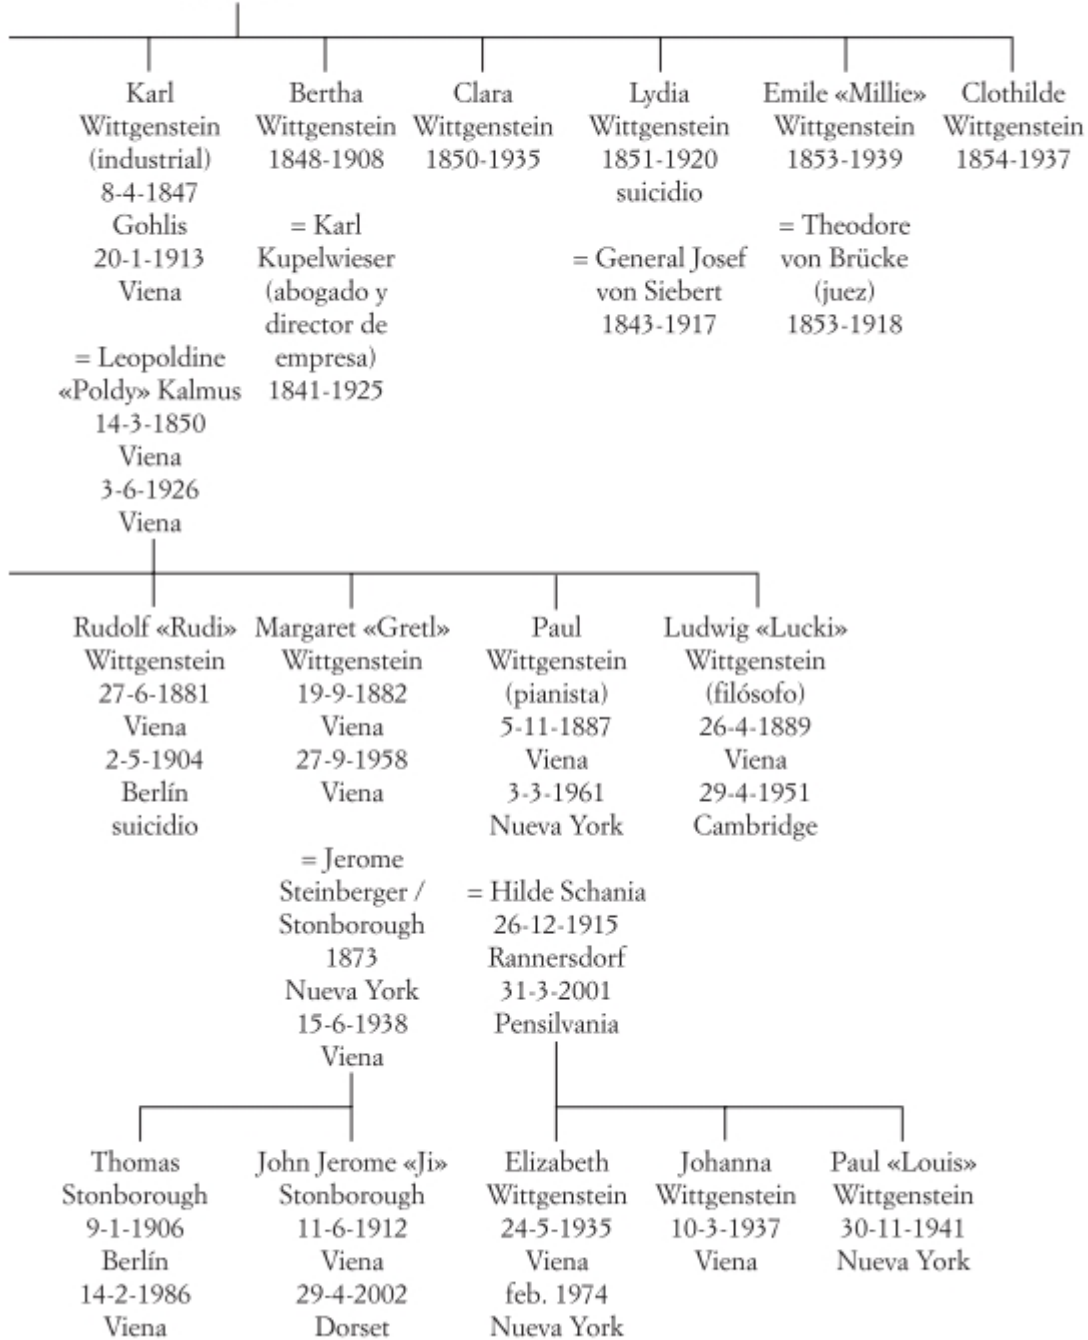 Karl
Wittgenstein
(industrial)
8-4-1847
Gohlis
20-1-1913
Viena
= Leopoldine
«Poldy» Kalmus
14-3-1850
Viena
3-6-1926
Viena
Bertha
Wittgenstein
1848-1908
= Karl
Kupelwieser
(abogado y
director de
empresa)
1841-1925
Clara
Wittgenstein
1850-1935
Lydia
Wittgenstein
1851-1920
suicidio
= General Josef
von Siebert
1843-1917
Emile «Millie»
Wittgenstein
1853-1939
= Theodore
von Brücke
(juez)
1853-1918
Clothilde
Wittgenstein
1854-1937
Rudolf «Rudi»
Wittgenstein
27-6-1881
Viena
2-5-1904
Berlín
suicidio
Margaret «Gretl»
Wittgenstein
19-9-1882
Viena
27-9-1958
Viena
= Jerome
Steinberger /
Stonborough
1873
Nueva York
15-6-1938
Viena
Paul
Wittgenstein
(pianista)
5-11-1887
Viena
3-3-1961
Nueva York
= Hilde Schania
26-12-1915
Rannersdorf
31-3-2001
Pensilvania
Ludwig «Lucki»
Wittgenstein
(filósofo)
26-4-1889
Viena
29-4-1951
Cambridge
Thomas
Stonborough
9-1-1906
Berlín
14-2-1986
Viena
John Jerome «Ji»
Stonborough
11-6-1912
Viena
29-4-2002
Dorset
Elizabeth
Wittgenstein
24-5-1935
Viena
feb. 1974
Nueva York
Johanna
Wittgenstein
10-3-1937
Viena
Paul «Louis»
Wittgenstein
30-11-1941
Nueva York